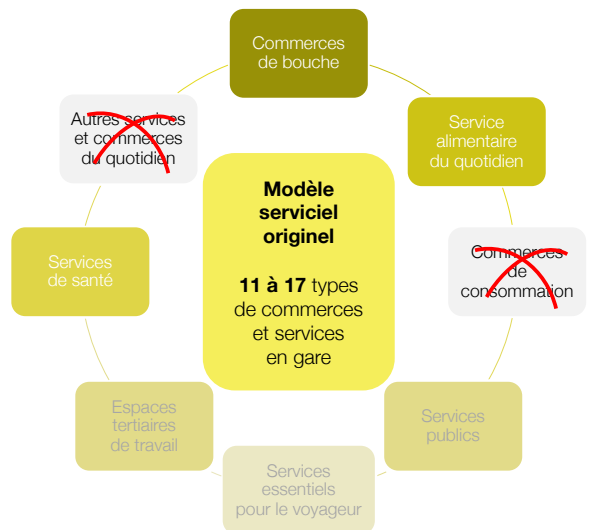 Commerces
de bouche
Service
alimentaire
du quotidien
Commerces
de
consommation
Services
publics
Services
essentiels
pour le voyageur
Espaces
tertiaires
de travail
Services
de santé
Autres services
et commerces
du quotidien
Modèle
serviciel
originel
11 à 17 types
de commerces
et services
en gare